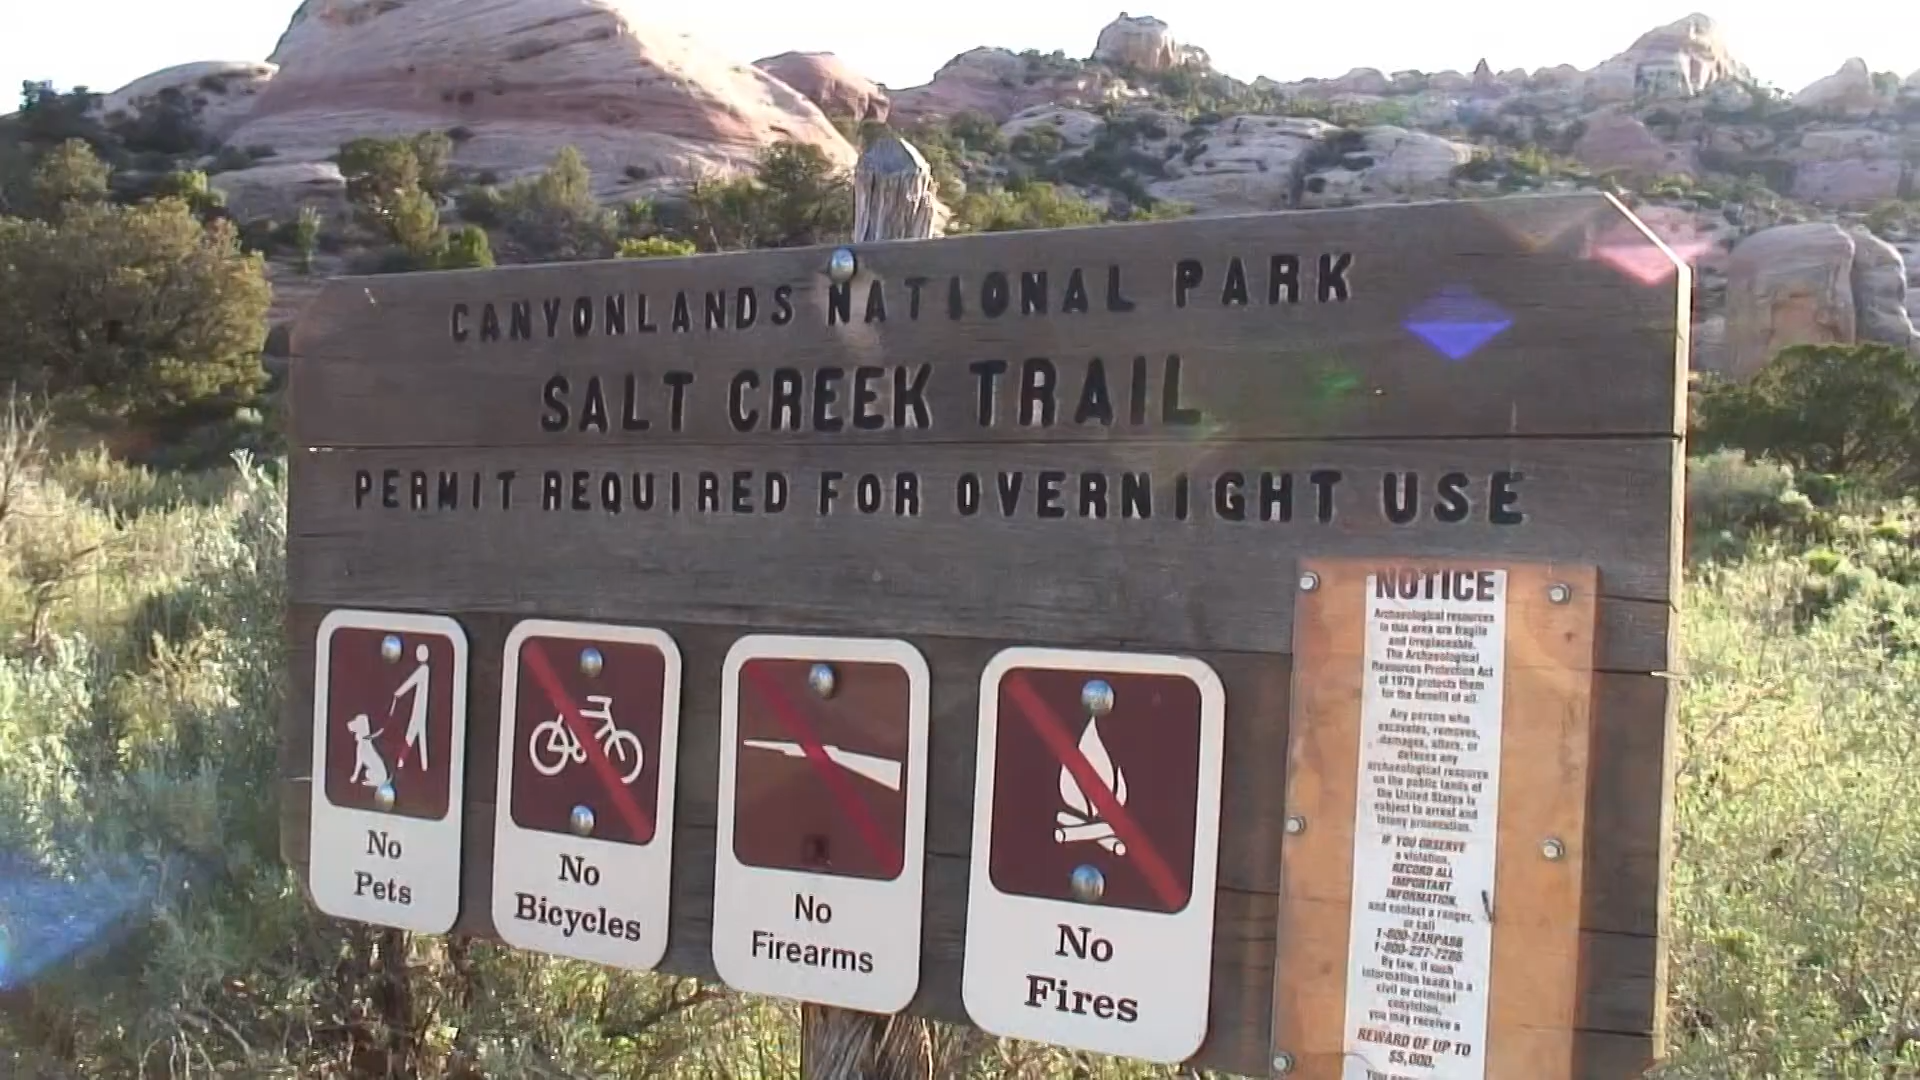 CANYONLANDS NATIONAL PARK
SALT CREEK TRAIL
PERMIT REQUIRED FOR OVERNIGHT USE
No
Pets
No
Bicycles
No
Firearms
No
Fires
NOTICE
Archaeological resources
in this area are fragile
and irreplaceable.
The Archaeological
Resources Protection Act
of 1979 protects them
for the benefit of all.
Any person who
excavates, removes,
damages, alters, or
defaces any
archaeological resource
on the public lands of
the United States is
subject to arrest and
felony prosecution.
IF YOU OBSERVE
a violation,
RECORD ALL
IMPORTANT
INFORMATION,
and contact a ranger,
or call
1-800-2ARPASB
1-800-227-7286
By law, if such
information leads to a
civil or criminal
conviction,
you may receive a
REWARD OF UP TO
$5,000.